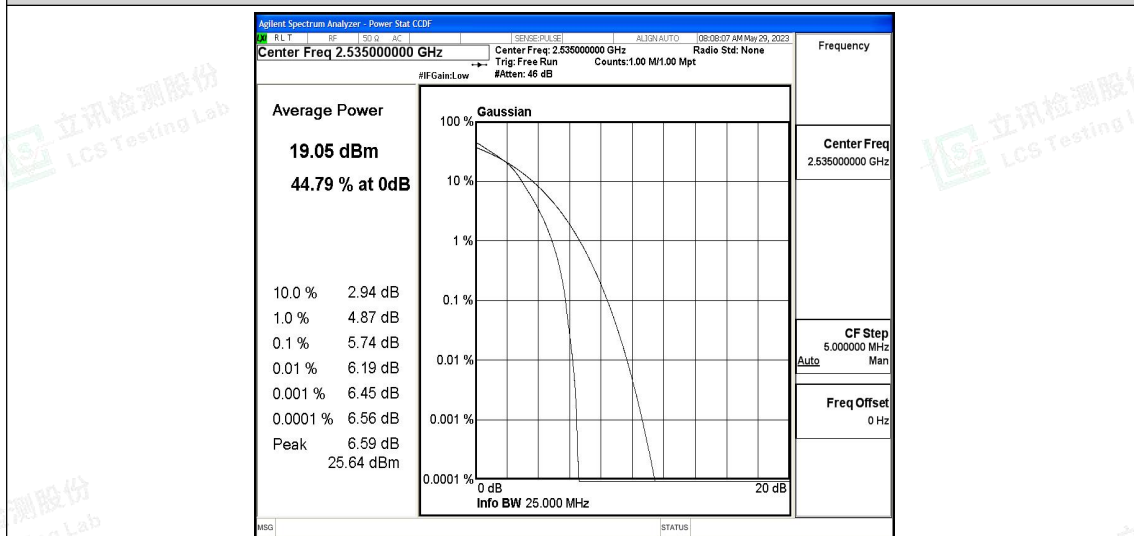 Agilent Spectrum Analyzer - Power Stat CCDF
LXI RL T RF 50 Ω AC SENSE:PULSE ALIGN AUTO 08:08:07 AM May 29, 2023
Center Freq 2.535000000 GHz
Center Freq: 2.535000000 GHz Radio Std: None
Trig: Free Run Counts:1.00 M/1.00 Mpt
#IFGain:Low #Atten: 46 dB
Frequency
Average Power
19.05 dBm
44.79 % at 0dB
10.0 % 2.94 dB
1.0 % 4.87 dB
0.1 % 5.74 dB
0.01 % 6.19 dB
0.001 % 6.45 dB
0.0001 % 6.56 dB
Peak 6.59 dB
25.64 dBm
Gaussian
100 %
10 %
1 %
0.1 %
0.01 %
0.001 %
0.0001 %
0 dB 20 dB
Info BW 25.000 MHz
Center Freq
2.535000000 GHz
CF Step
5.000000 MHz
Auto Man
Freq Offset
0 Hz
MSG STATUS
立讯检测股份
LCS Testing Lab
立讯检测股份
LCS Testing L
测股份
ng Lab